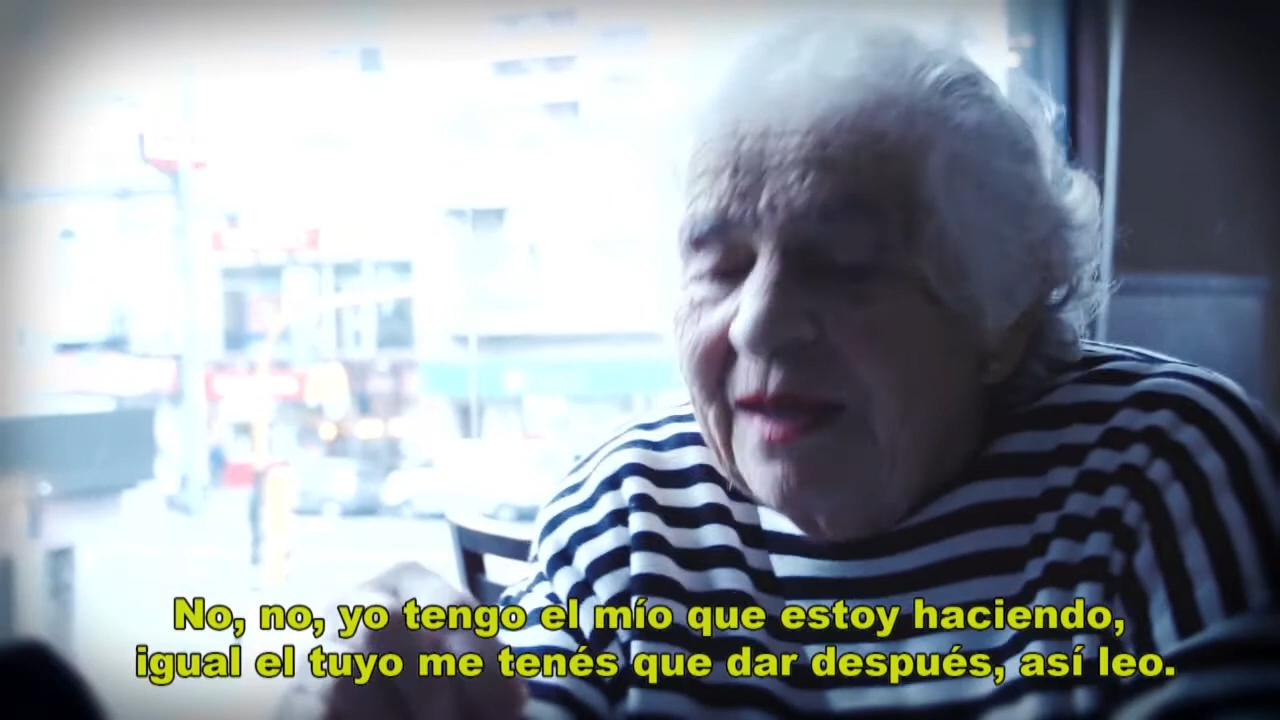 No, no, yo tengo el mío que estoy haciendo,
igual el tuyo me tenés que dar después, así leo.